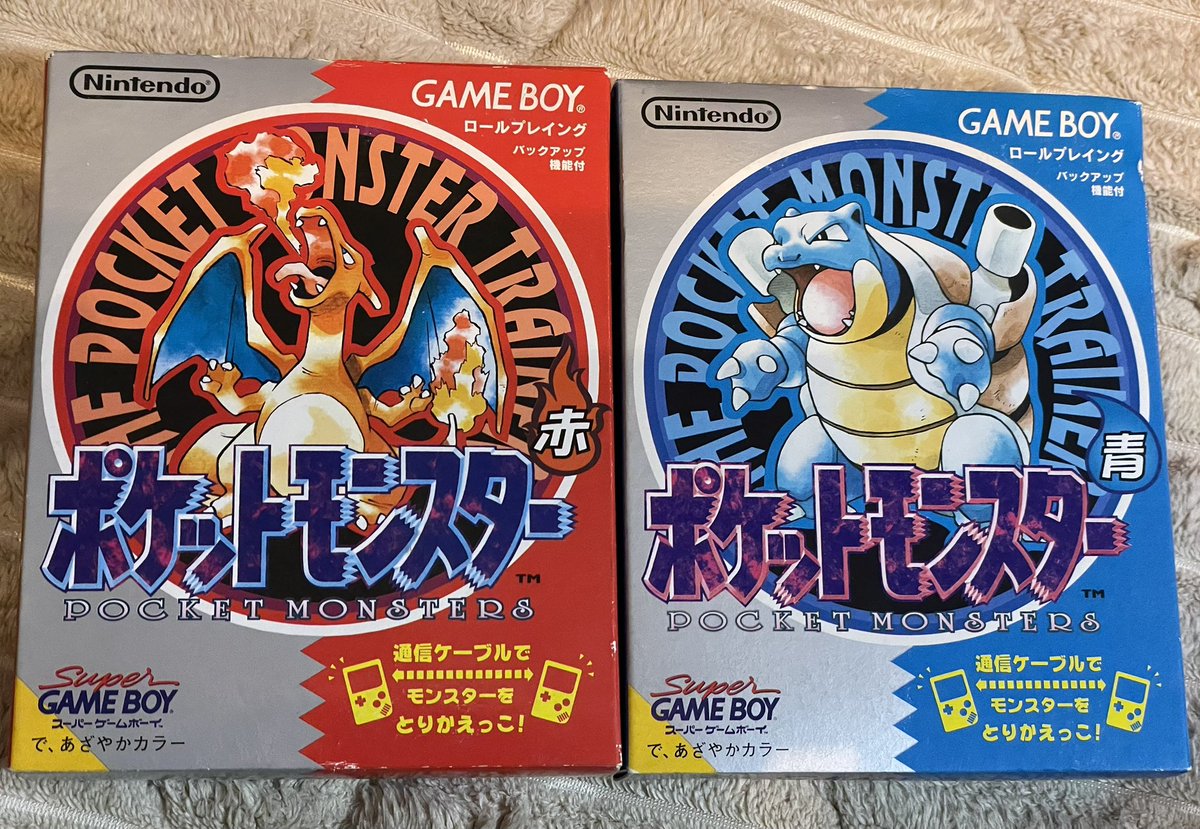 Nintendo®
GAME BOY®
ロールプレイング
バックアップ
機能付
POCKET MONSTER TRAINER
赤
ポケットモンスター
TM
POCKET MONSTERS
通信ケーブルで
モンスターを
とりかえっこ!
Super
GAME BOY
スーパーゲームボーイ
で、あざやかカラー
Nintendo®
GAME BOY®
ロールプレイング
バックアップ
機能付
POCKET MONST
青
ポケットモンスター
TM
POCKET MONSTERS
通信ケーブルで
モンスターを
とりかえっこ!
Super
GAME BOY
スーパーゲームボーイ
で、あざやかカラー